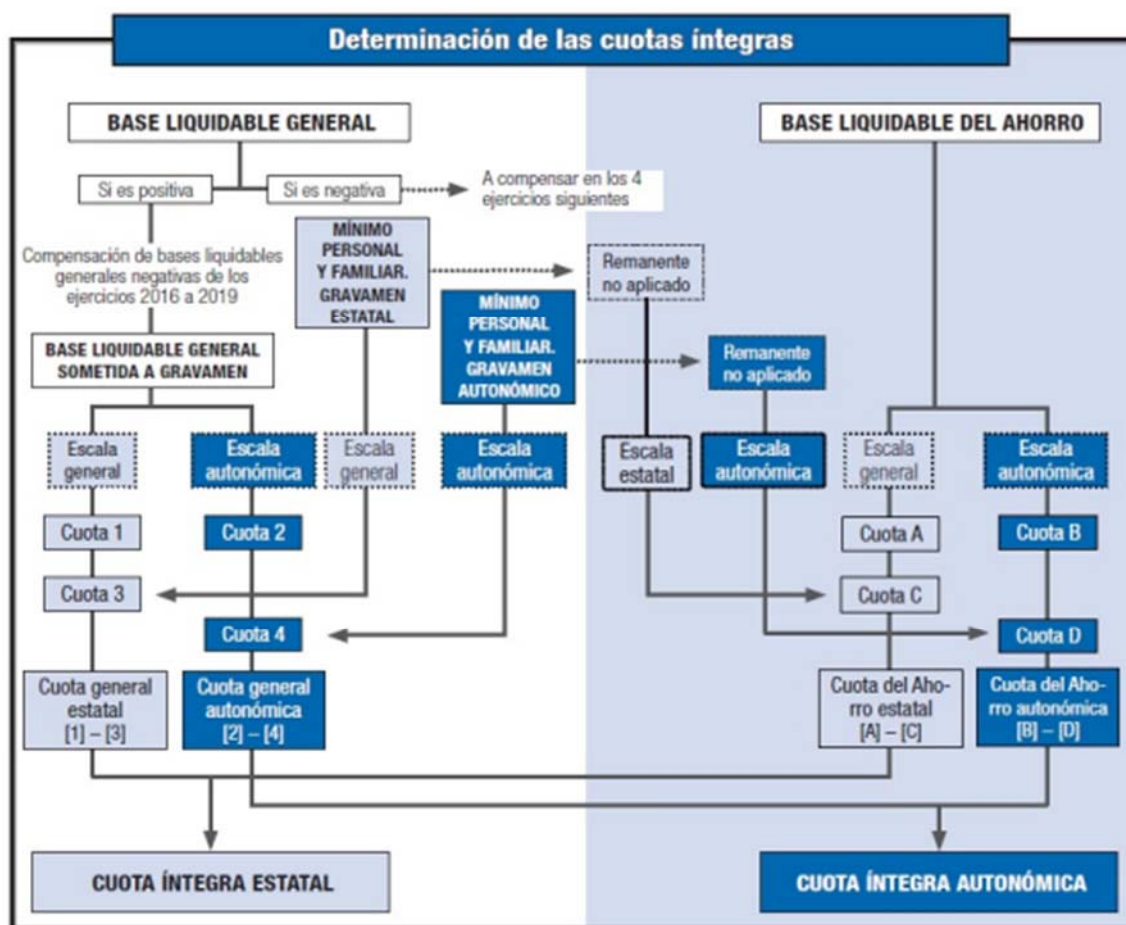 Determinación de las cuotas íntegras
BASE LIQUIDABLE GENERAL
BASE LIQUIDABLE DEL AHORRO
Si es positiva
Si es negativa
A compensar en los 4
ejercicios siguientes
Compensación de bases liquidables
generales negativas de los
ejercicios 2016 a 2019
MÍNIMO
PERSONAL
Y FAMILIAR.
GRAVAMEN
ESTATAL
Remanente
no aplicado
MÍNIMO
PERSONAL
Y FAMILIAR.
GRAVAMEN
AUTONÓMICO
Remanente
no aplicado
BASE LIQUIDABLE GENERAL
SOMETIDA A GRAVAMEN
Escala
general
Escala
autonómica
Escala
general
Escala
autonómica
Escala
estatal
Escala
autonómica
Escala
general
Escala
autonómica
Cuota 1
Cuota 2
Cuota A
Cuota B
Cuota 3
Cuota C
Cuota 4
Cuota D
Cuota general
estatal
[1] – [3]
Cuota general
autonómica
[2] – [4]
Cuota del Aho-
rro estatal
[A] – [C]
Cuota del Aho-
rro autonómica
[B] – [D]
CUOTA ÍNTEGRA ESTATAL
CUOTA ÍNTEGRA AUTONÓMICA